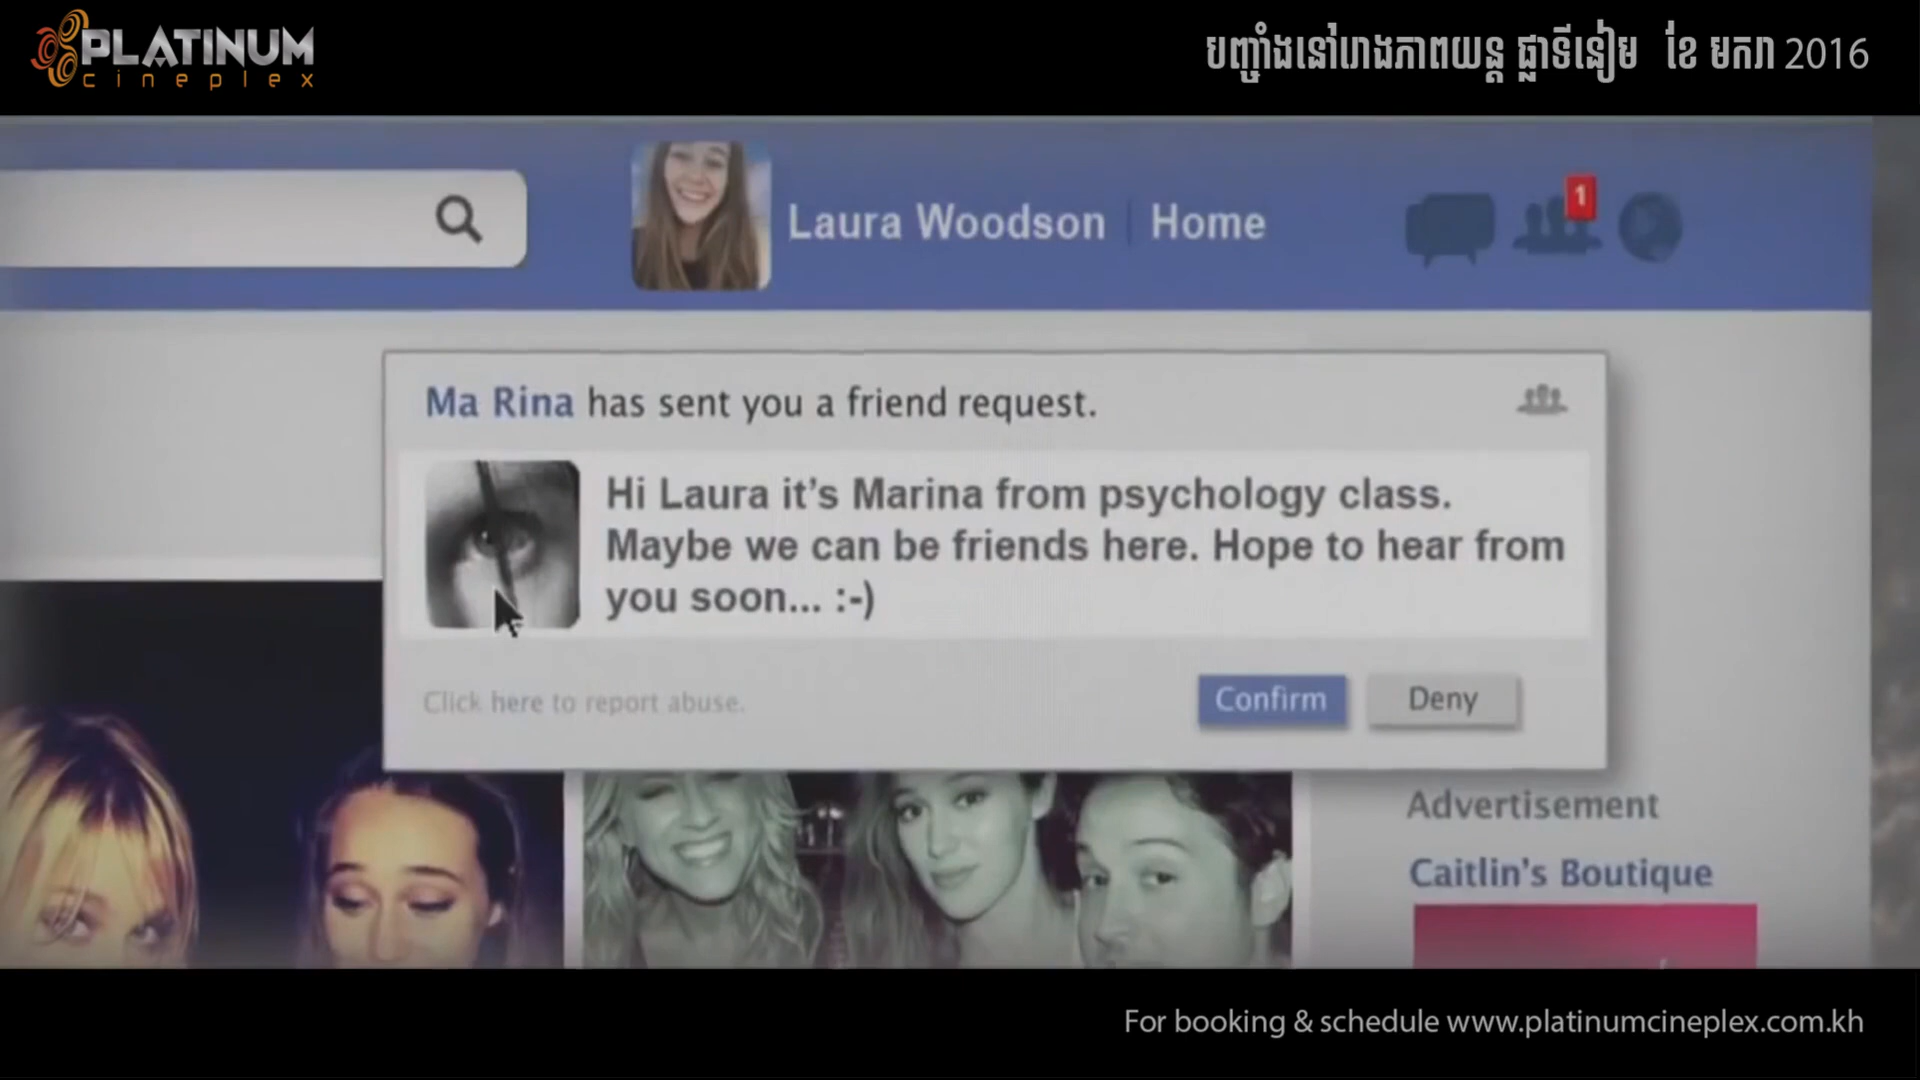 PLATINUM
cineplex
បញ្ចាំងនៅរោងភាពយន្ត ផ្លាទីនៀម ខែ មករា 2016
Laura Woodson
Home
1
Ma Rina has sent you a friend request.
Hi Laura it's Marina from psychology class.
Maybe we can be friends here. Hope to hear from
you soon... :-)
Click here to report abuse.
Confirm
Deny
Advertisement
Caitlin's Boutique
For booking & schedule www.platinumcineplex.com.kh